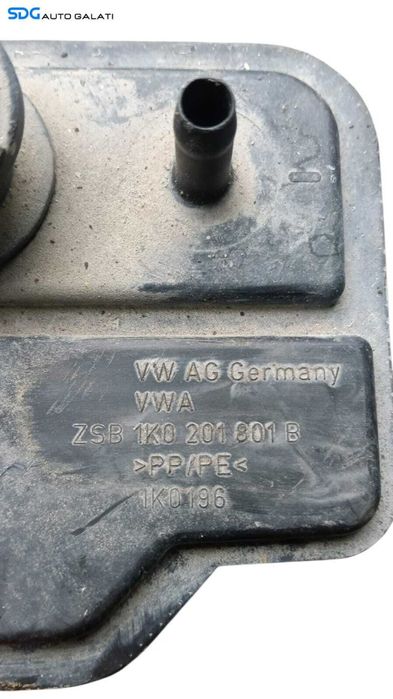 SDG AUTO GALATI
VW AG Germany
VWA
ZSB 1K0 201 801 B
>PP/PE<
1K0196